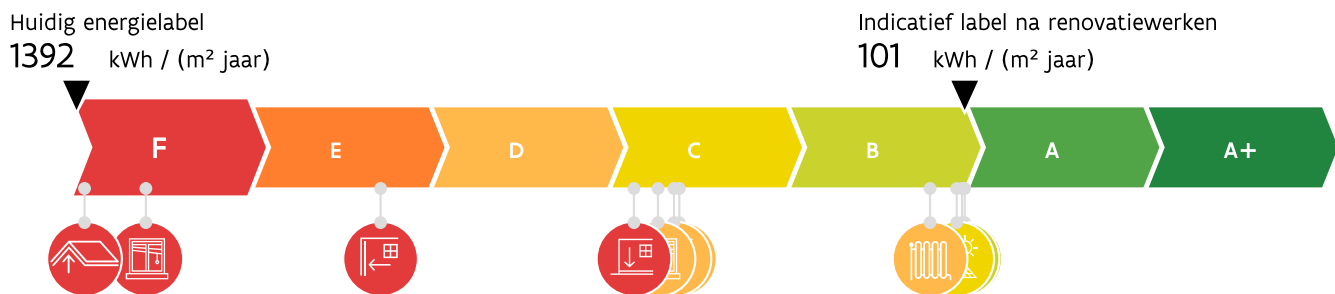 Huidig energielabel
1392 kWh / (m² jaar)
Indicatief label na renovatiewerken
101 kWh / (m² jaar)
F E D C B A A+